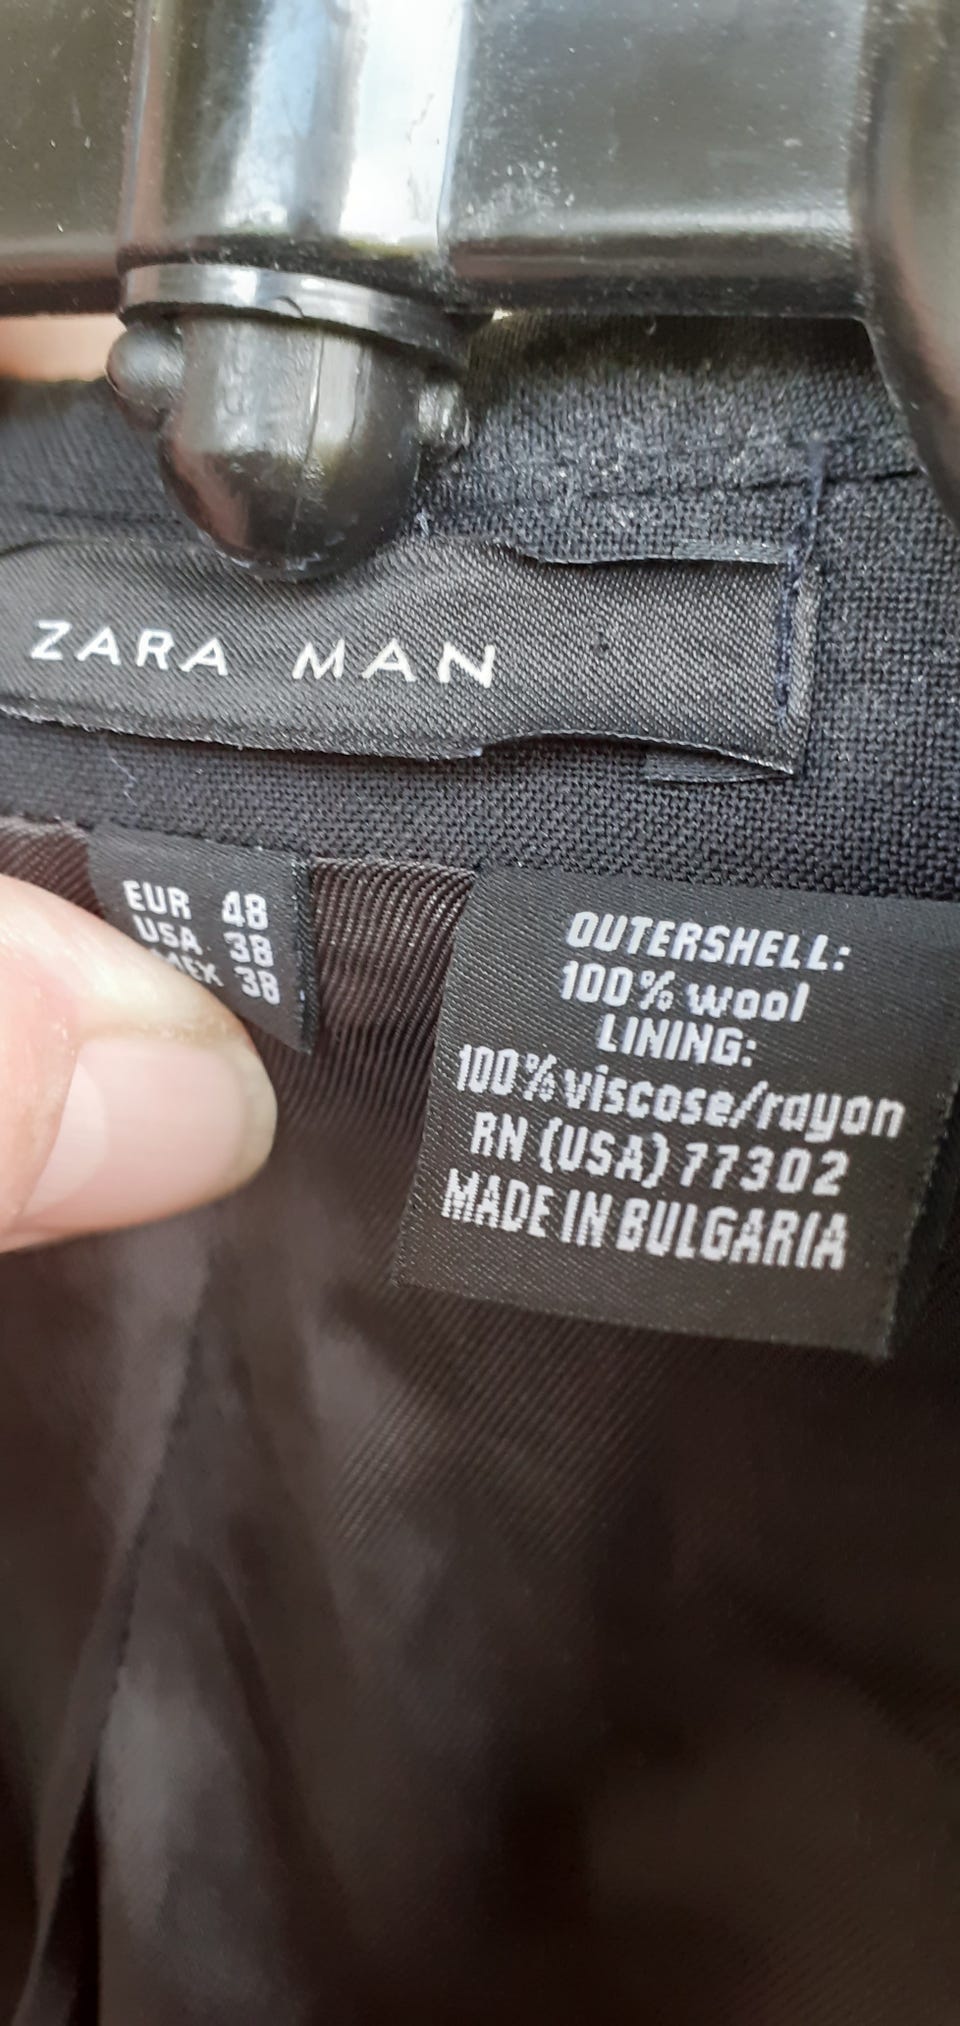 ZARA MAN
EUR 48
USA 38
MEX 38
OUTERSHELL:
100% wool
LINING:
100% viscose/rayon
RN (USA) 77302
MADE IN BULGARIA